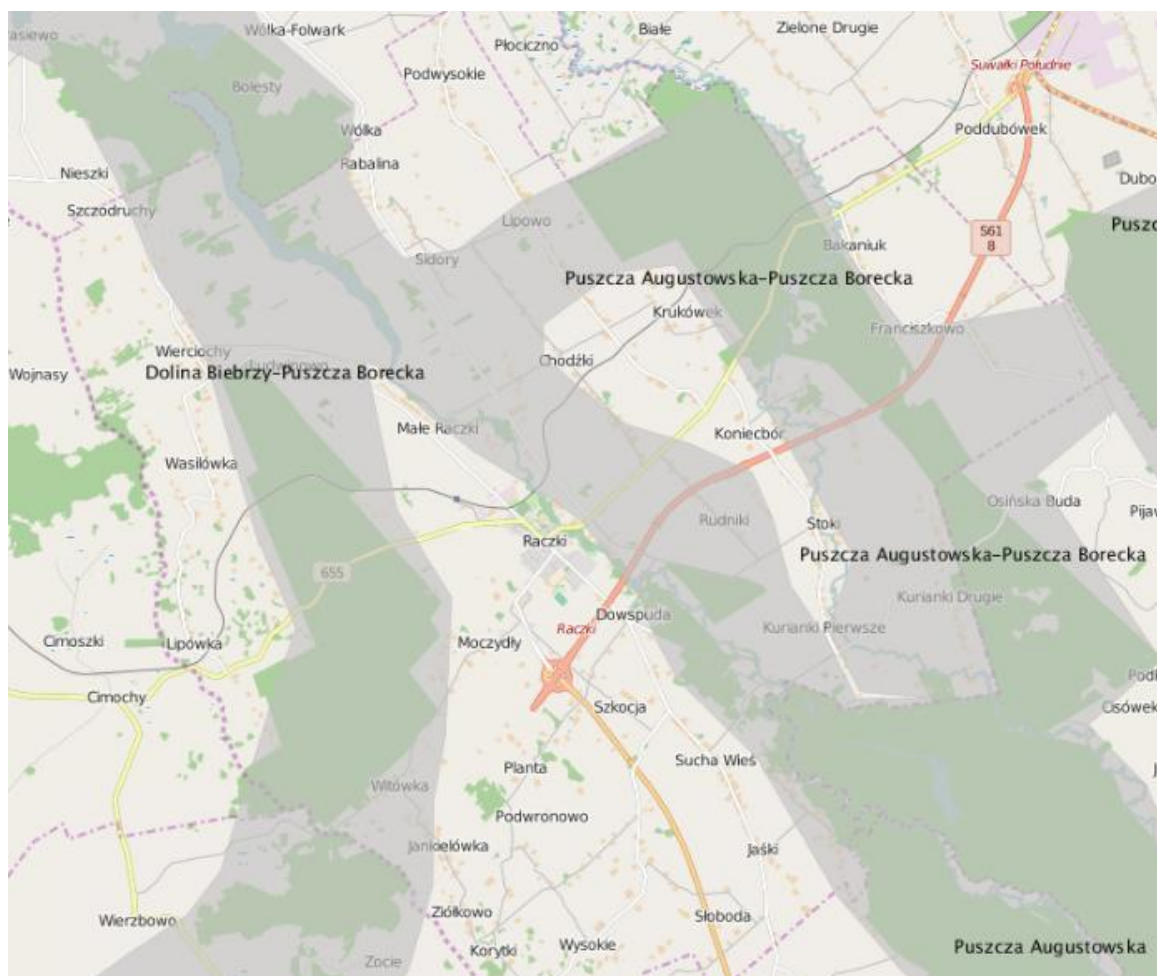 asiewo
Wólka-Folwark
Białe
Zielone Drugie
Płociczno
Suwałki Południe
Podwysokie
Bolesty
Wólka
Poddubówek
Rabalina
Nieszki
Dubo
Szczodruchy
Lipowo
Puszc
S61
8
Bakaniuk
Sidory
Puszcza Augustowska-Puszcza Borecka
Krukówek
Franciszkowo
Wierciochy
Chodźki
Wojnasy
Dolina Biebrzy-Puszcza Borecka
Małe Raczki
Koniecbór
Wasilówka
Osińska Buda
Pijaw
Rudniki
Stoki
Raczki
Puszcza Augustowska-Puszcza Borecka
655
Kurianki Drugie
Dowspuda
Raczki
Kurianki Pierwsze
Cimoszki
Lipówka
Moczydły
Cimochy
Szkocja
Osówek
Sucha Wieś
Planta
Witówka
Podwronowo
Jankielówka
Jaśki
Wierzbowo
Ziółkowo
Słoboda
Korytki
Wysokie
Puszcza Augustowska
Zocie